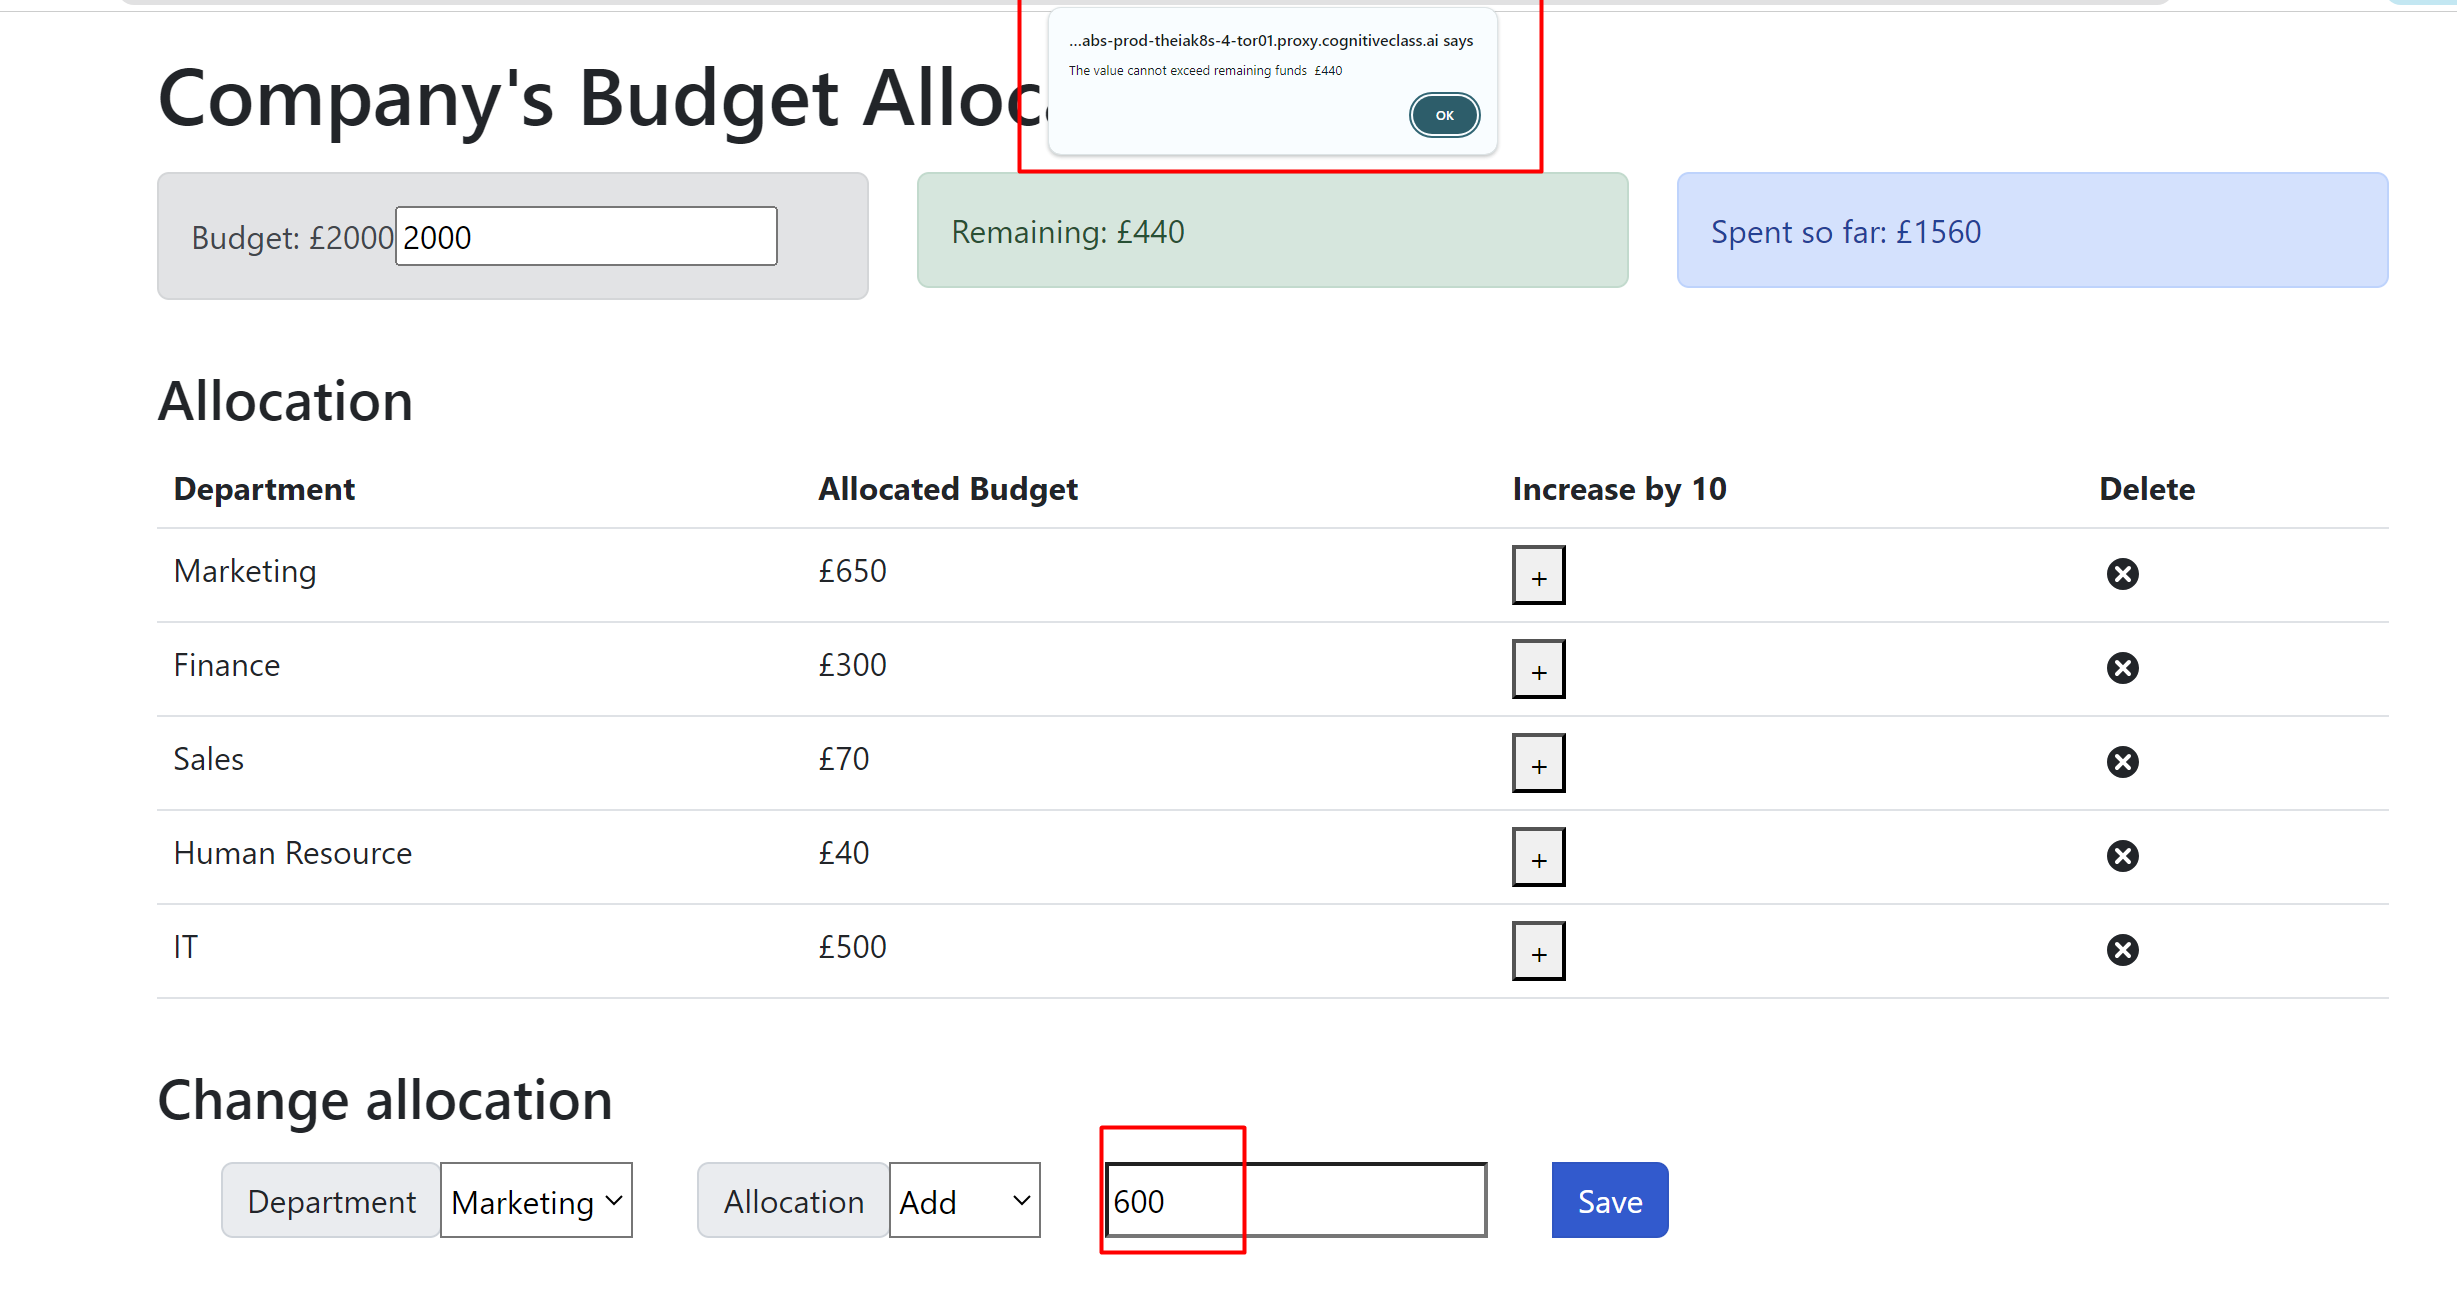 ...abs-prod-theiak8s-4-tor01.proxy.cognitiveclass.ai says
The value cannot exceed remaining funds £440
OK
Company's Budget Alloc
Budget: £2000 2000
Remaining: £440
Spent so far: £1560
Allocation
Department Allocated Budget Increase by 10 Delete
Marketing £650 +
Finance £300 +
Sales £70 +
Human Resource £40 +
IT £500 +
Change allocation
Department Marketing Allocation Add 600 Save